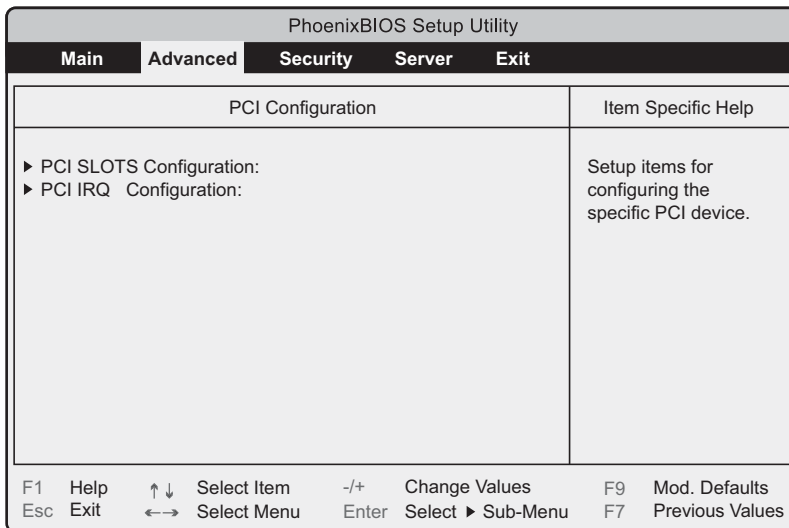 PhoenixBIOS Setup Utility
Main Advanced Security Server Exit
PCI Configuration
Item Specific Help
▶ PCI SLOTS Configuration:
▶ PCI IRQ Configuration:
Setup items for
configuring the
specific PCI device.
F1 Help ↑↓ Select Item -/+ Change Values F9 Mod. Defaults
Esc Exit ←→ Select Menu Enter Select ▶ Sub-Menu F7 Previous Values